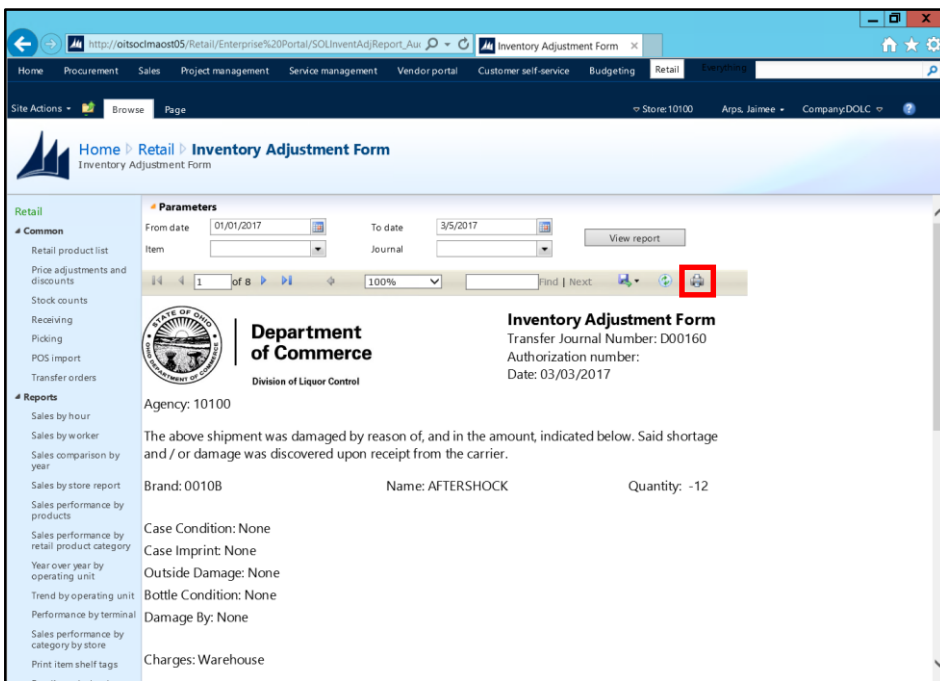 http://oitsoclmaost05/Retail/Enterprise%20Portal/SOLInventAdjReport_Au
Inventory Adjustment Form
Home Procurement Sales Project management Service management Vendor portal Customer self-service Budgeting Retail Everything
Site Actions Browse Page Store:10100 Arps, Jaimee Company:DOLC
Home Retail Inventory Adjustment Form
Inventory Adjustment Form
Retail
Common
Retail product list
Price adjustments and
discounts
Stock counts
Receiving
Picking
POS import
Transfer orders
Reports
Sales by hour
Sales by worker
Sales comparison by
year
Sales by store report
Sales performance by
products
Sales performance by
retail product category
Year over year by
operating unit
Trend by operating unit
Performance by terminal
Sales performance by
category by store
Print item shelf tags
Parameters
From date 01/01/2017 To date 3/5/2017
Item Journal View report
1 of 8 100% Find | Next
Department
of Commerce
Division of Liquor Control
Inventory Adjustment Form
Transfer Journal Number: D00160
Authorization number:
Date: 03/03/2017
Agency: 10100
The above shipment was damaged by reason of, and in the amount, indicated below. Said shortage
and / or damage was discovered upon receipt from the carrier.
Brand: 0010B Name: AFTERSHOCK Quantity: -12
Case Condition: None
Case Imprint: None
Outside Damage: None
Bottle Condition: None
Damage By: None
Charges: Warehouse